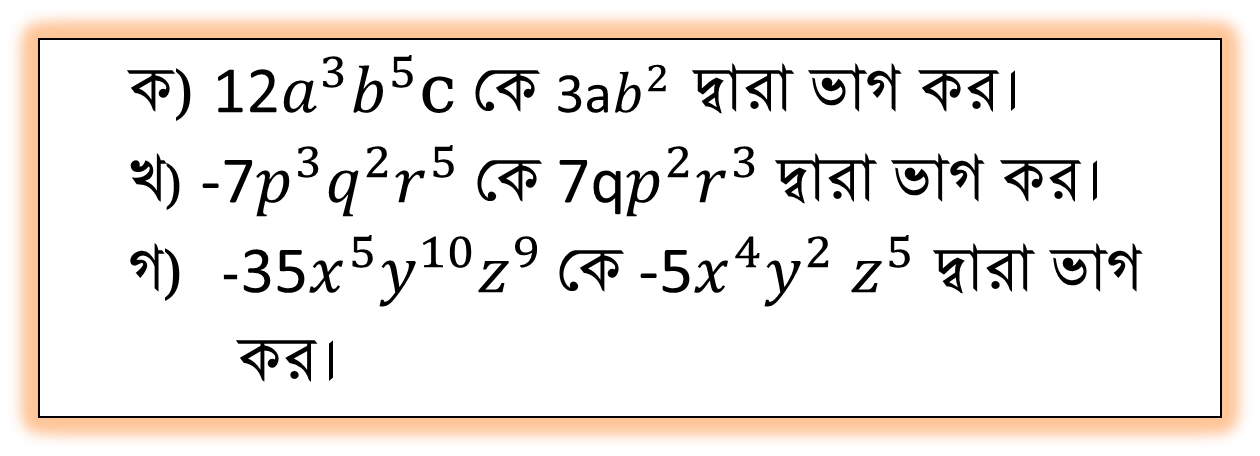 ক) 12𝑎³𝑏⁵c কে 3a𝑏² দ্বারা ভাগ কর।
খ) -7𝑝³𝑞²𝑟⁵ কে 7q𝑝²𝑟³ দ্বারা ভাগ কর।
গ) -35𝑥⁵𝑦¹⁰𝑧⁹ কে -5𝑥⁴𝑦² 𝑧⁵ দ্বারা ভাগ
কর।